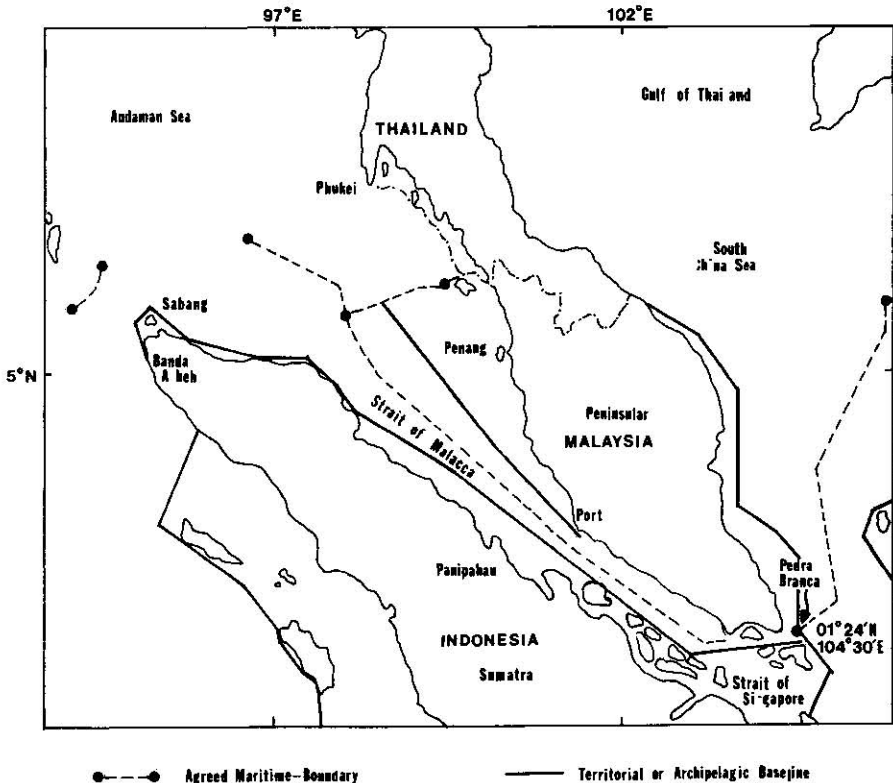 97°E
102°E
Andaman Sea
Gulf of Thai and
THAILAND
Phukei
South
China Sea
Sabang
Penang
Banda
A heh
5°N
Strait of Malacca
Peninsular
MALAYSIA
Port
Panipahan
Pedra
Branca
INDONESIA
01°24'N
104°30'E
Sumatra
Strait of
Si gapore
Agreed Maritime-Boundary
Territorial or Archipelagic Baseline